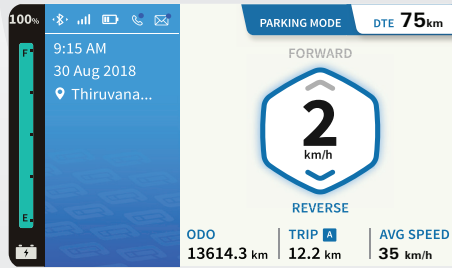 100%
F
E
9:15 AM
30 Aug 2018
Thiruvana...
PARKING MODE
DTE 75km
FORWARD
2
km/h
REVERSE
ODO
13614.3 km
TRIP A
12.2 km
AVG SPEED
35 km/h